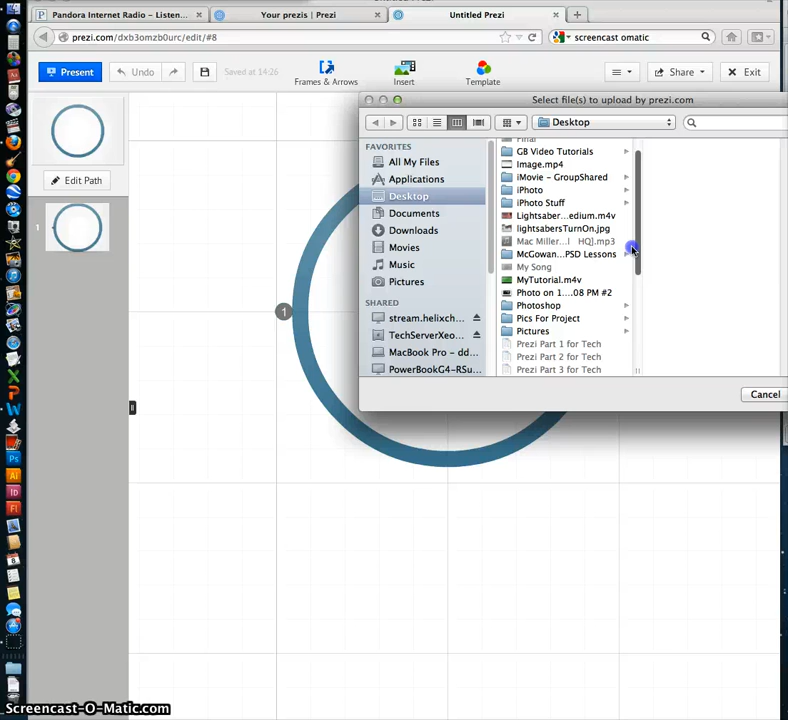 Pandora Internet Radio – Listen...
Your prezis | Prezi
Untitled Prezi
prezi.com/dxb3omzb0urc/edit/#8
screencast omatic
Present
Undo
Saved at 14:26
Frames & Arrows
Insert
Template
Share
Exit
Edit Path
1
1
Select file(s) to upload by prezi.com
Desktop
FAVORITES
All My Files
Applications
Desktop
Documents
Downloads
Movies
Music
Pictures
SHARED
stream.helixch...
TechServerXeo...
MacBook Pro – dd...
PowerBookG4-RSu...
Final
GB Video Tutorials
Image.mp4
iMovie – GroupShared
iPhoto
iPhoto Stuff
Lightsaber...edium.m4v
lightsabersTurnOn.jpg
Mac Miller...l HQ].mp3
McGowan...PSD Lessons
My Song
MyTutorial.m4v
Photo on 1....08 PM #2
Photoshop
Pics For Project
Pictures
Prezi Part 1 for Tech
Prezi Part 2 for Tech
Prezi Part 3 for Tech
Cancel
Screencast-O-Matic.com